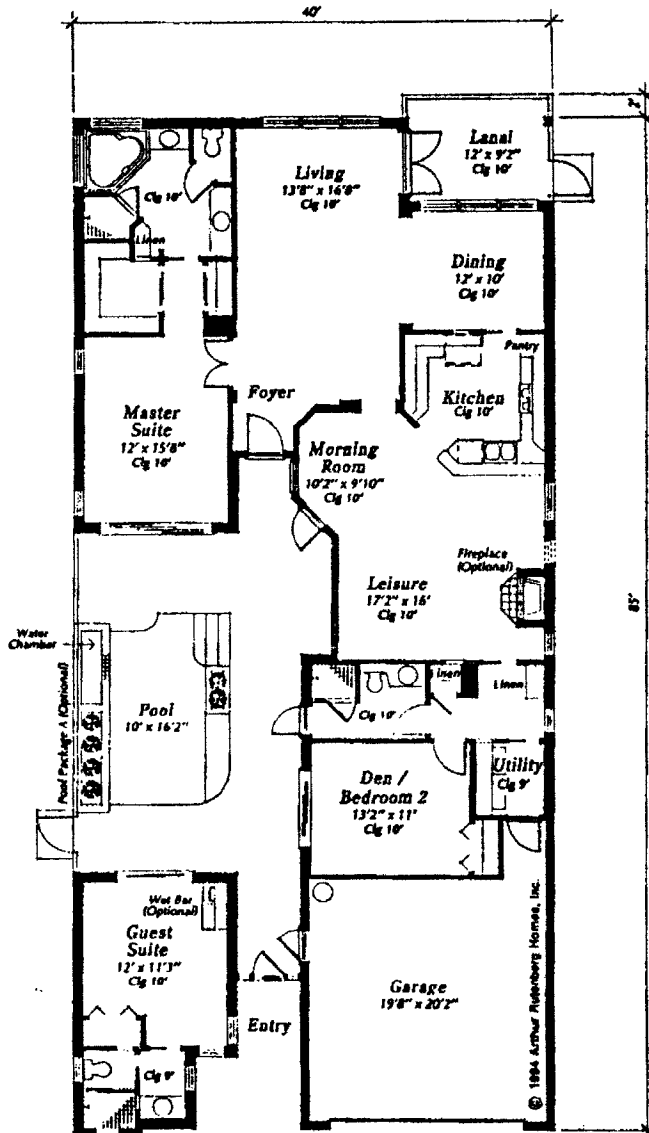 40'
2'
Lanai
12' x 9'2"
Clg 10'
Living
13'8" x 16'8"
Clg 10'
Clg 10'
Linen
Dining
12' x 10'
Clg 10'
Pantry
Kitchen
Clg 10'
Foyer
Master
Suite
12' x 15'8"
Clg 10'
Morning
Room
10'2" x 9'10"
Clg 10'
Fireplace
(Optional)
Leisure
17'2" x 16'
Clg 10'
85'
Water
Chamber
Pool Package A (Optional)
Pool
10' x 16'2"
Linen
Linen
Clg 10'
Utility
Clg 9'
Den /
Bedroom 2
13'2" x 11'
Clg 10'
Wet Bar
(Optional)
Guest
Suite
12' x 11'3"
Clg 10'
Garage
19'8" x 20'2"
Entry
Clg 9'
© 1994 Arthur Rutenberg Homes, Inc.